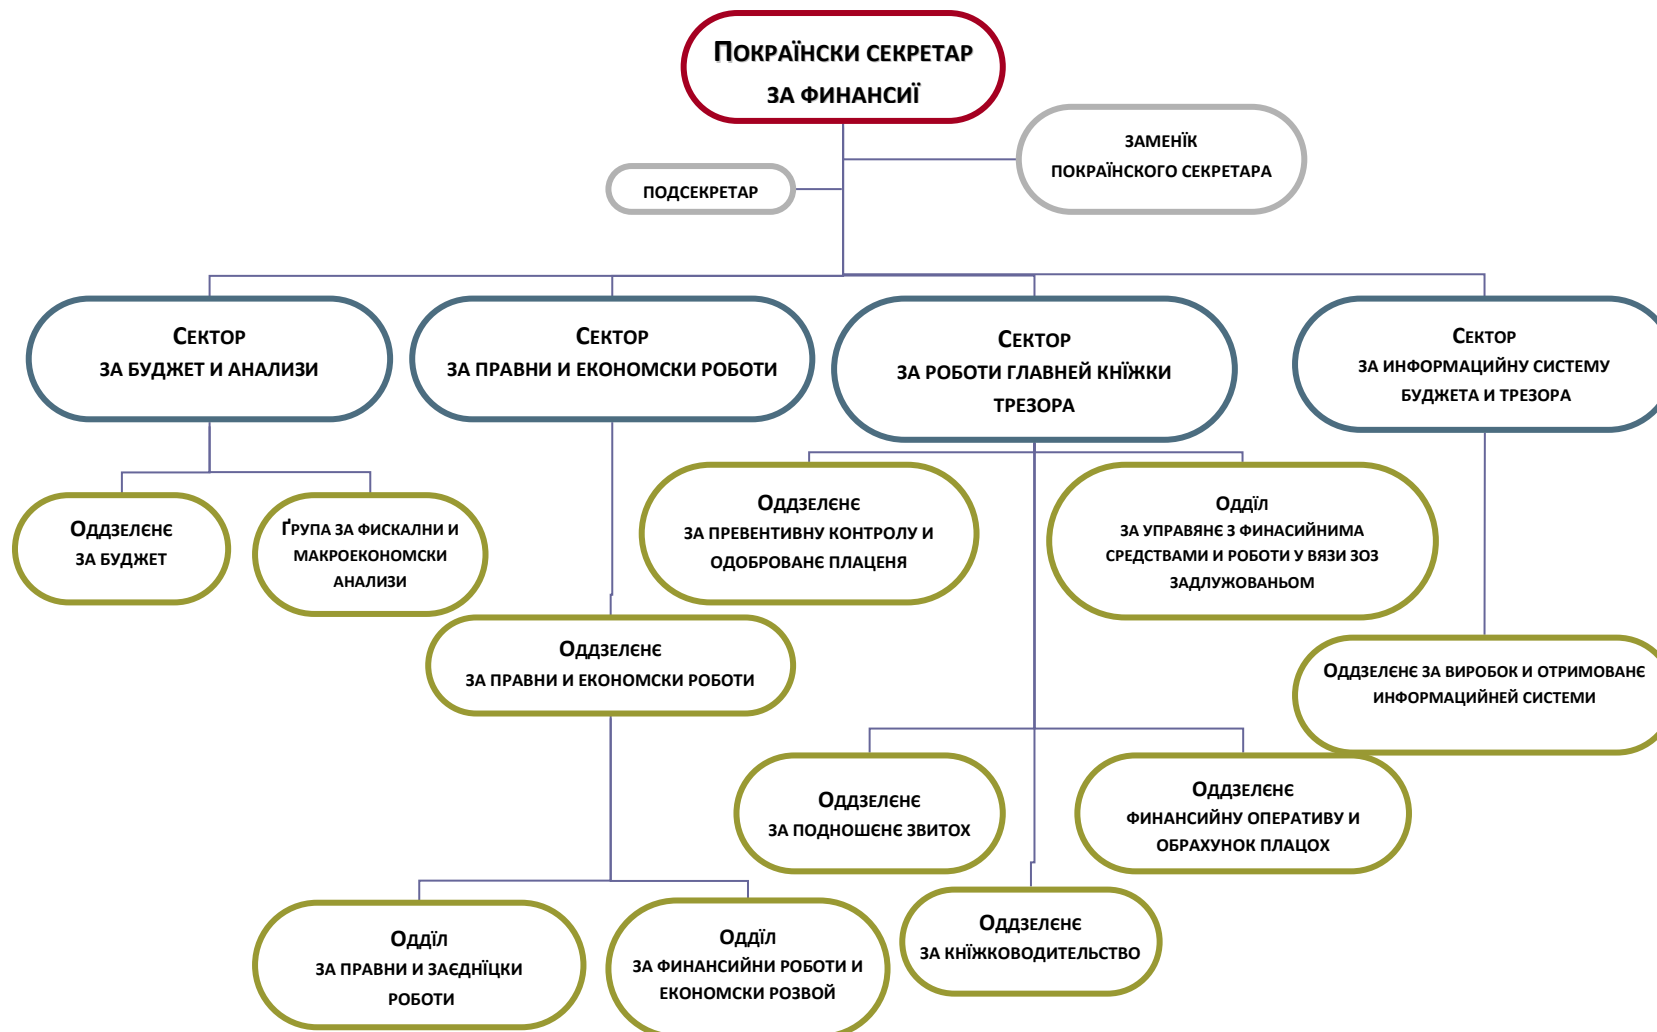 ПОКРАЇНСКИ СЕКРЕТАР
ЗА ФИНАНСИЇ
ЗАМЕНЇК
ПОКРАЇНСКОГО СЕКРЕТАРА
ПОДСЕКРЕТАР
СЕКТОР
ЗА БУДЖЕТ И АНАЛИЗИ
СЕКТОР
ЗА ПРАВНИ И ЕКОНОМСКИ РОБОТИ
СЕКТОР
ЗА РОБОТИ ГЛАВНЕЙ КНЇЖКИ
ТРЕЗОРА
СЕКТОР
ЗА ИНФОРМАЦИЙНУ СИСТЕМУ
БУДЖЕТА И ТРЕЗОРА
ОДДЗЕЛЄНЄ
ЗА БУДЖЕТ
ҐРУПА ЗА ФИСКАЛНИ И
МАКРОЕКОНОМСКИ
АНАЛИЗИ
ОДДЗЕЛЄНЄ
ЗА ПРЕВЕНТИВНУ КОНТРОЛУ И
ОДОБРОВАНЄ ПЛАЦЕНЯ
ОДДЇЛ
ЗА УПРАВЯНЄ З ФИНАСИЙНИМА
СРЕДСТВАМИ И РОБОТИ У ВЯЗИ ЗОЗ
ЗАДЛУЖОВАНЬОМ
ОДДЗЕЛЄНЄ
ЗА ПРАВНИ И ЕКОНОМСКИ РОБОТИ
ОДДЗЕЛЄНЄ ЗА ВИРОБОК И ОТРИМОВАНЄ
ИНФОРМАЦИЙНЕЙ СИСТЕМИ
ОДДЗЕЛЄНЄ
ЗА ПОДНОШЕНЄ ЗВИТОХ
ОДДЗЕЛЄНЄ
ФИНАНСИЙНУ ОПЕРАТИВУ И
ОБРАХУНОК ПЛАЦОХ
ОДДЗЕЛЄНЄ
ЗА КНЇЖКОВОДИТЕЛЬСТВО
ОДДЇЛ
ЗА ПРАВНИ И ЗАЄДНЇЦКИ
РОБОТИ
ОДДЇЛ
ЗА ФИНАНСИЙНИ РОБОТИ И
ЕКОНОМСКИ РОЗВОЙ